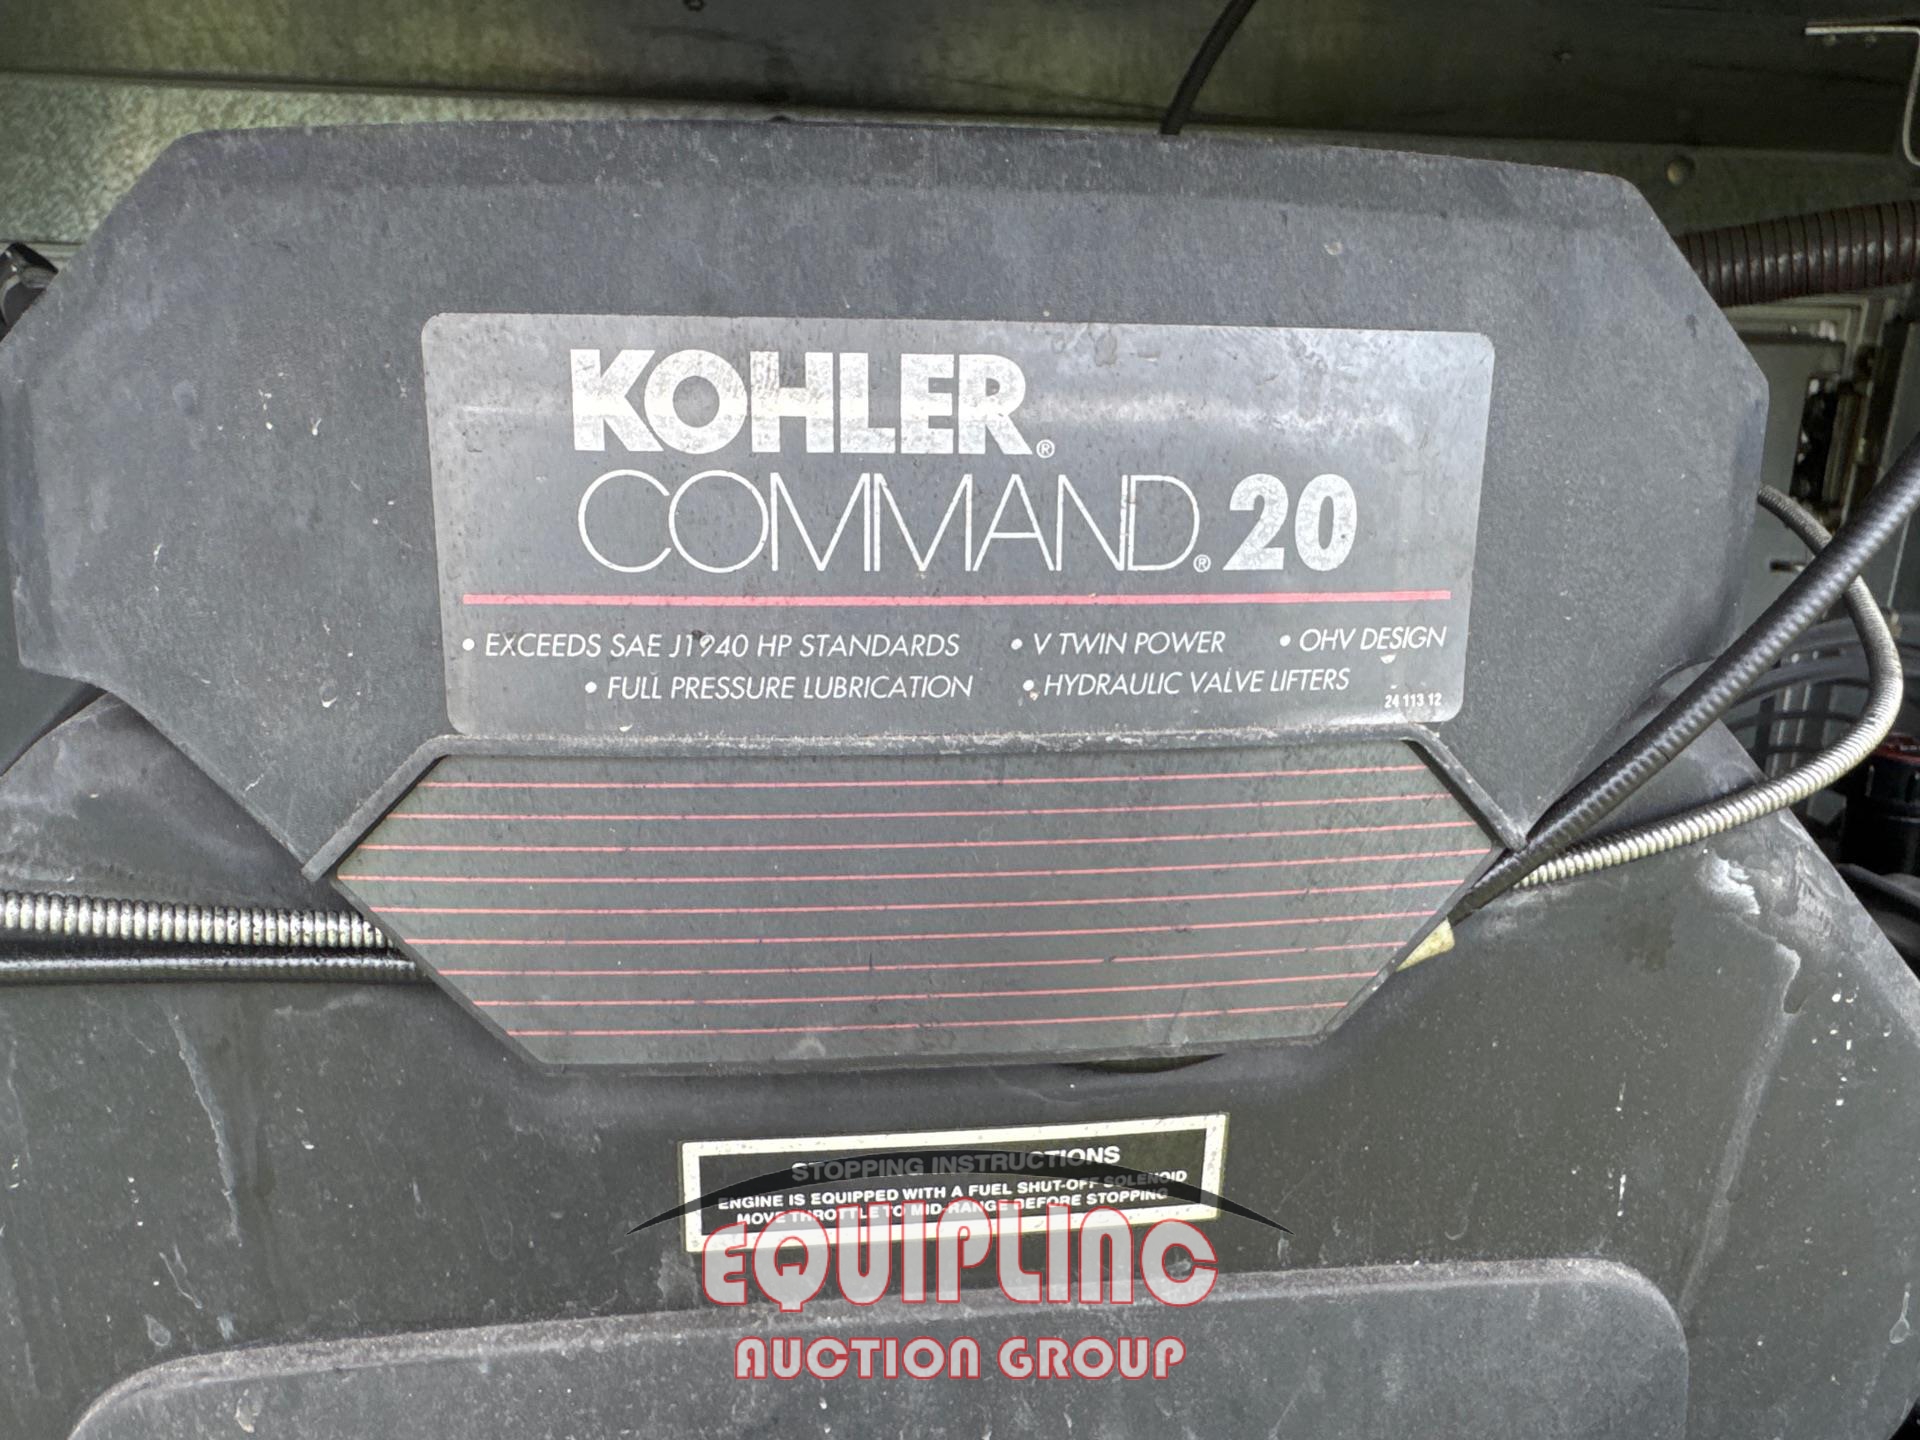 KOHLER®
COMMAND® 20
• EXCEEDS SAE J1940 HP STANDARDS • V TWIN POWER • OHV DESIGN
• FULL PRESSURE LUBRICATION • HYDRAULIC VALVE LIFTERS
24 113 12
STOPPING INSTRUCTIONS
ENGINE IS EQUIPPED WITH A FUEL SHUT-OFF SOLENOID
MOVE THROTTLE TO MID-RANGE BEFORE STOPPING
EQUIPLINC
AUCTION GROUP